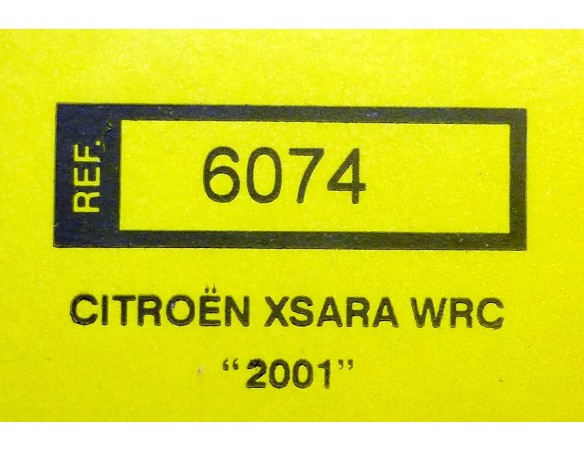 REF. 6074
CITROËN XSARA WRC
“2001”